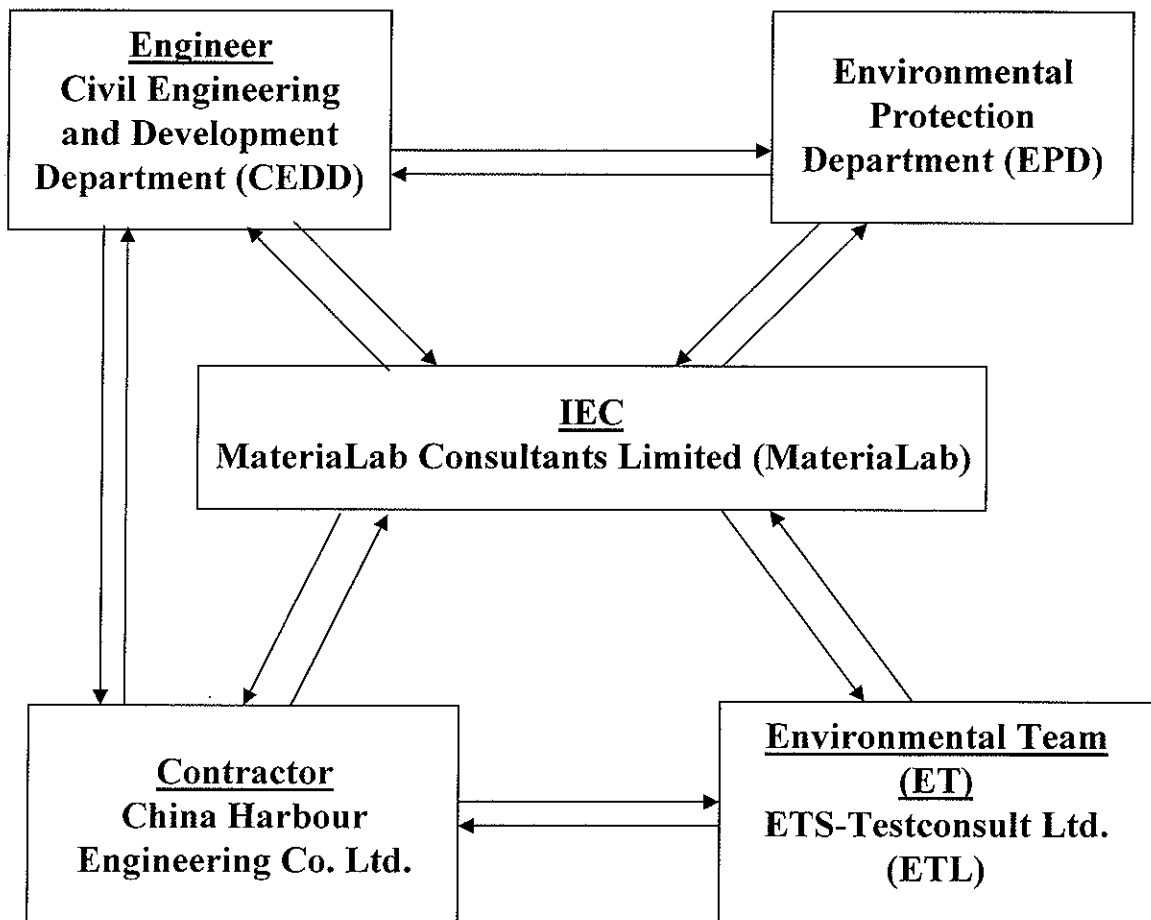 Engineer
Civil Engineering
and Development
Department (CEDD)
Environmental
Protection
Department (EPD)
IEC
MateriaLab Consultants Limited (MateriaLab)
Contractor
China Harbour
Engineering Co. Ltd.
Environmental Team
(ET)
ETS-Testconsult Ltd.
(ETL)